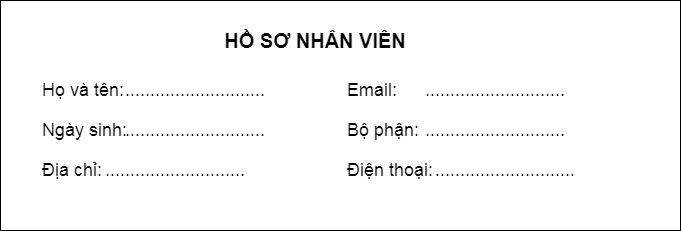 HỒ SƠ NHÂN VIÊN
Họ và tên:............................ Email: ............................
Ngày sinh:............................ Bộ phận: ............................
Địa chỉ: ............................ Điện thoại:............................